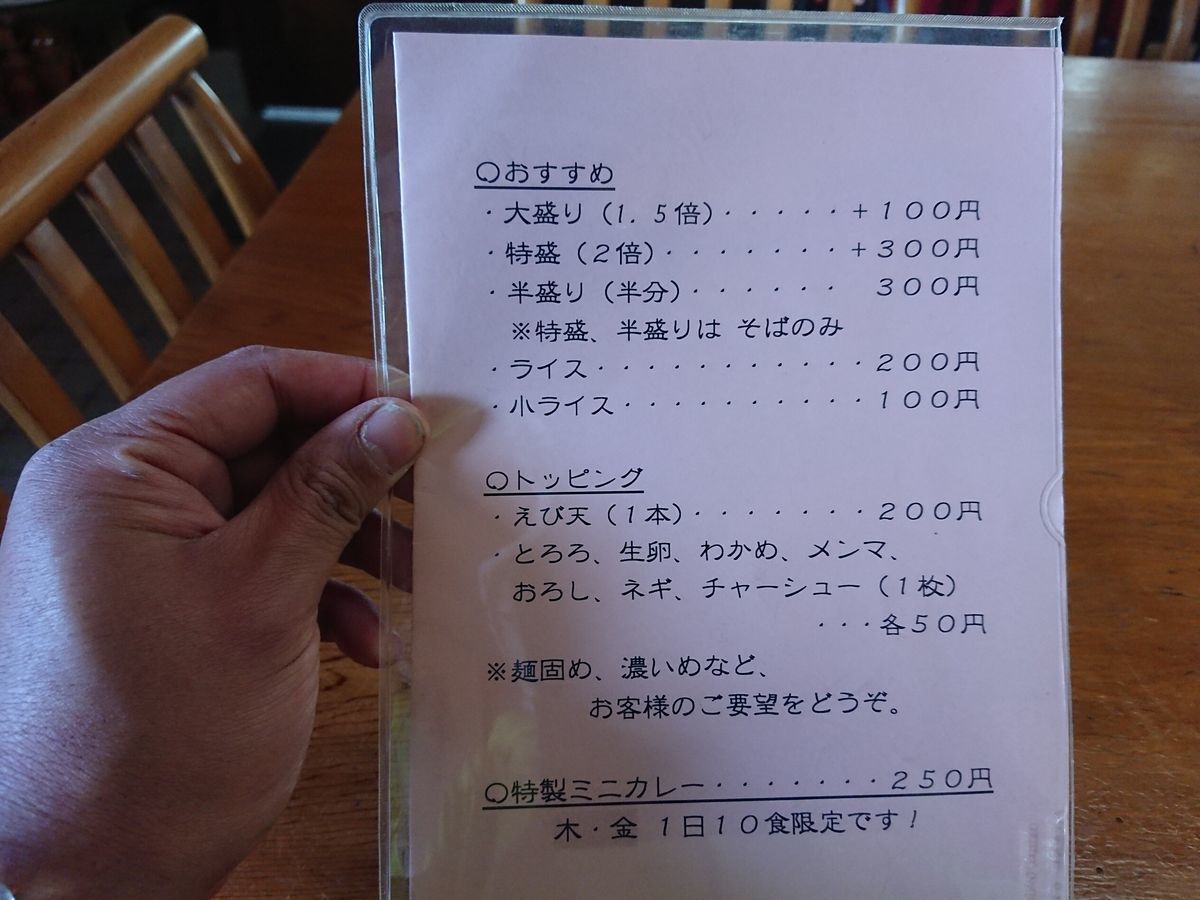 ○おすすめ
・大盛り（1．5倍）・・・・・＋１００円
・特盛（２倍）・・・・・・・・＋３００円
・半盛り（半分）・・・・・・　３００円
※特盛、半盛りは そばのみ
・ライス・・・・・・・・・・・２００円
・小ライス・・・・・・・・・・１００円
○トッピング
・えび天（１本）・・・・・・・２００円
・とろろ、生卵、わかめ、メンマ、
おろし、ネギ、チャーシュー（１枚）
・・・各５０円
※麺固め、濃いめなど、
お客様のご要望をどうぞ。
○特製ミニカレー・・・・・・・２５０円
木・金 １日１０食限定です！